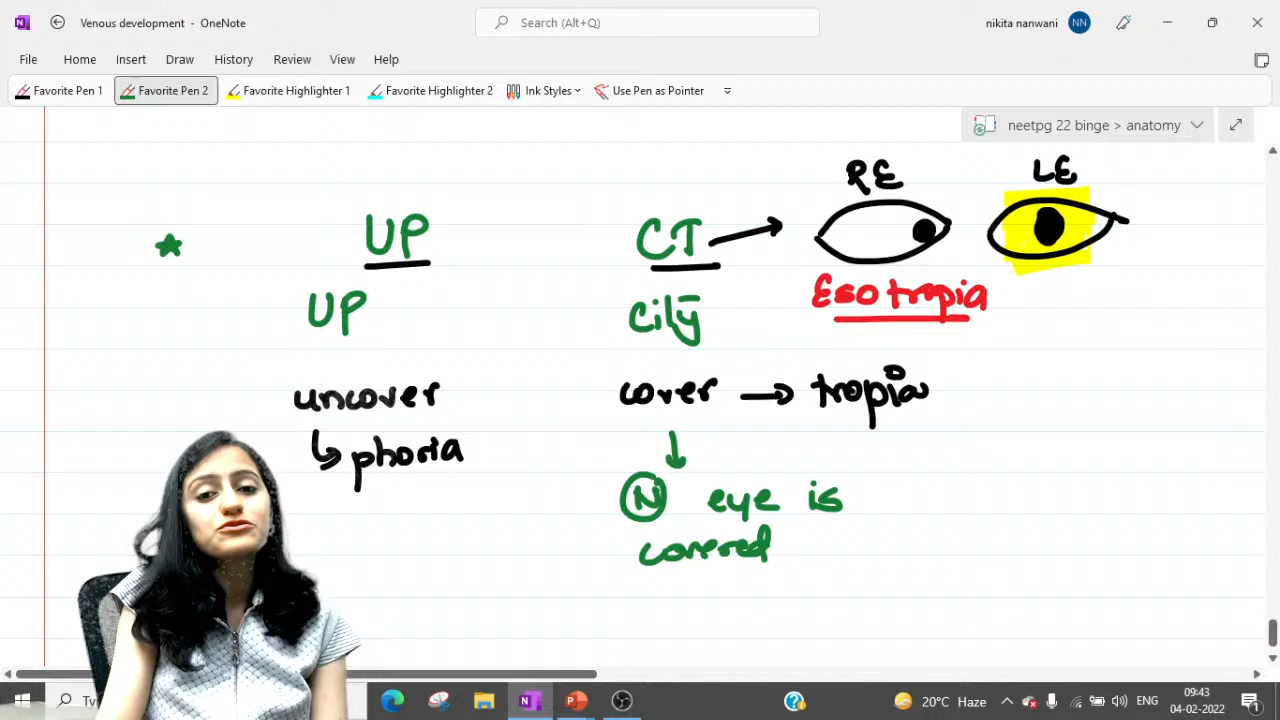 Venous development - OneNote
Search (Alt+Q)
nikita nanwani NN
File Home Insert Draw History Review View Help
Favorite Pen 1 Favorite Pen 2 Favorite Highlighter 1 Favorite Highlighter 2 Ink Styles Use Pen as Pointer
neetpg 22 binge > anatomy
RE LE
UP CT
UP City
Esotropia
uncover cover → tropia
↳ phoria
N eye is
covered
20°C Haze
ENG
09:43
04-02-2022
1